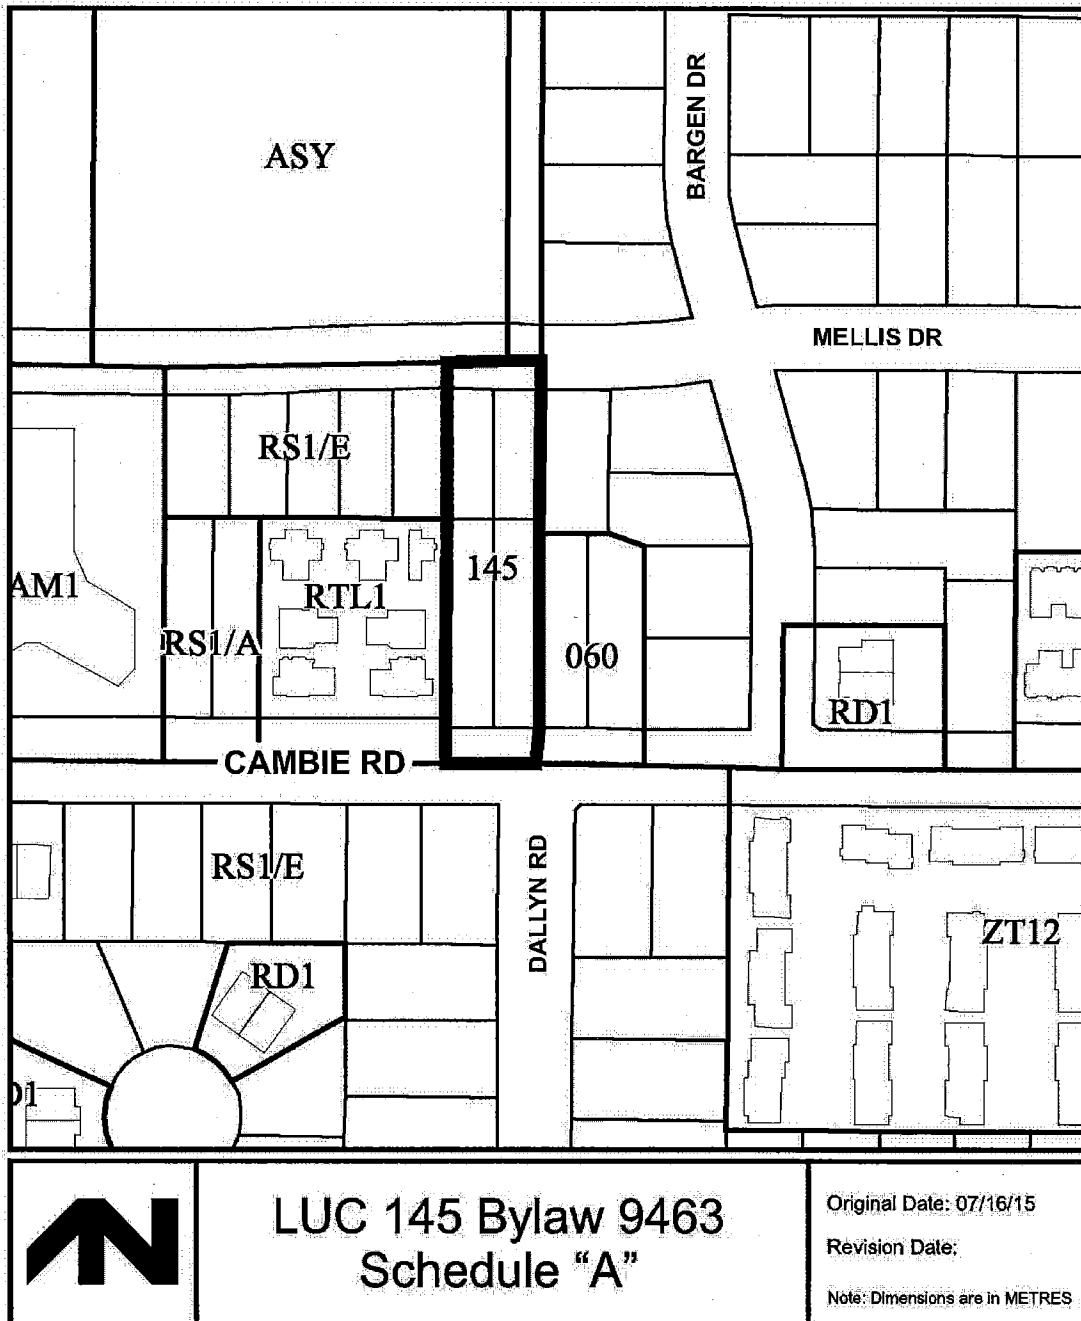 ASY
BARGEN DR
MELLIS DR
RS1/E
145
AM1
RTL1
RS1/A
060
RD1
CAMBIE RD
RS1/E
DALLYN RD
ZT12
RD1
D1
LUC 145 Bylaw 9463
Schedule “A”
Original Date: 07/16/15
Revision Date:
Note: Dimensions are in METRES